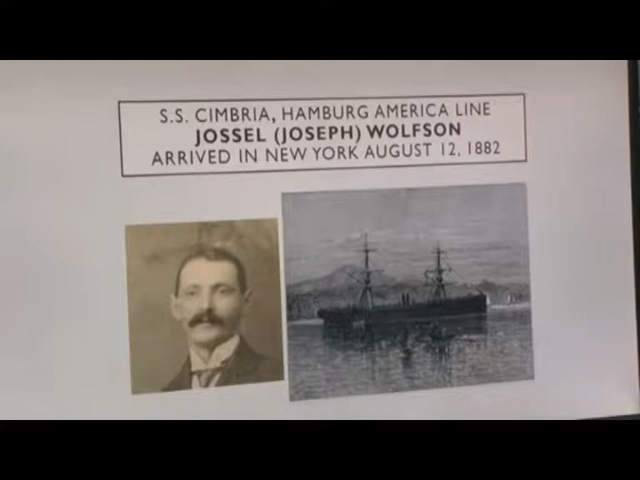 S.S. CIMBRIA, HAMBURG AMERICA LINE
JOSSEL (JOSEPH) WOLFSON
ARRIVED IN NEW YORK AUGUST 12, 1882